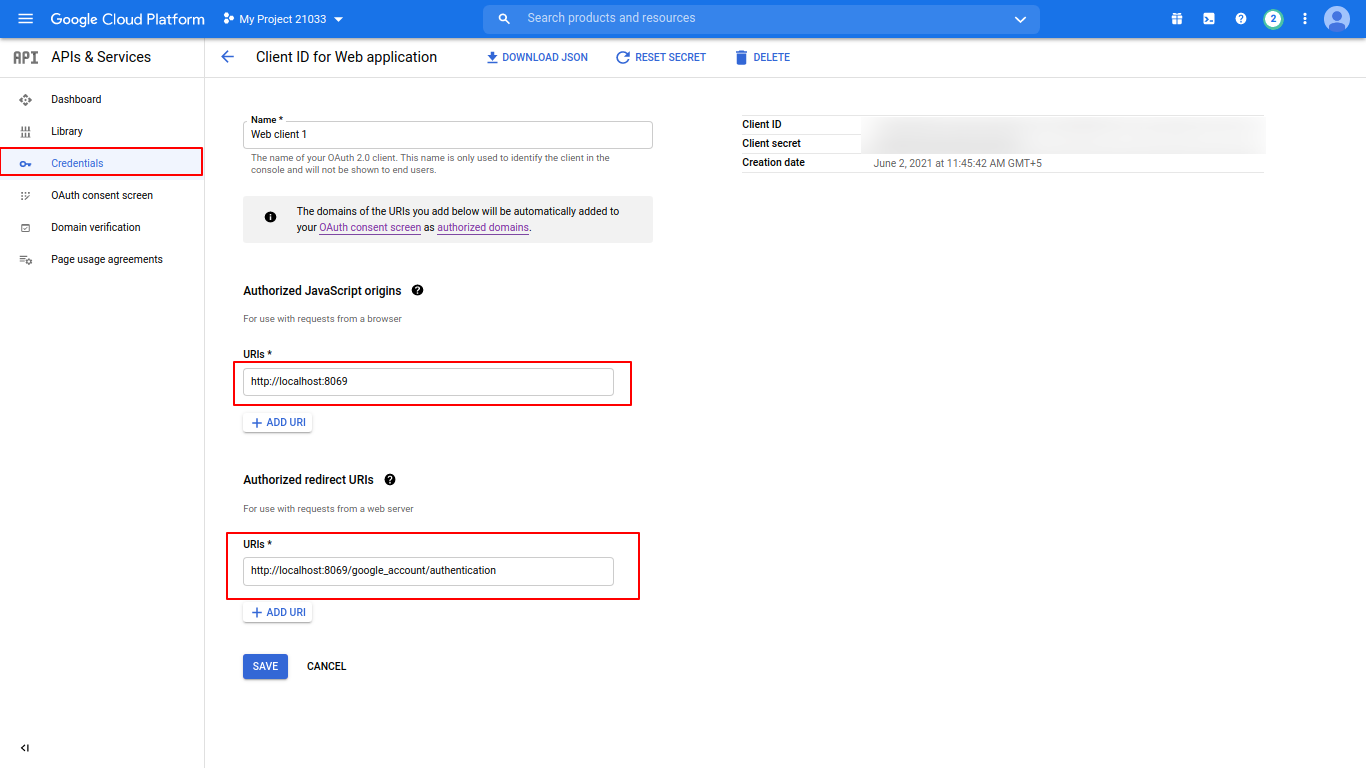 Google Cloud Platform
My Project 21033
Search products and resources
2
API
APIs & Services
Client ID for Web application
DOWNLOAD JSON
RESET SECRET
DELETE
Dashboard
Library
Credentials
OAuth consent screen
Domain verification
Page usage agreements
Name *
Web client 1
The name of your OAuth 2.0 client. This name is only used to identify the client in the
console and will not be shown to end users.
The domains of the URIs you add below will be automatically added to
your OAuth consent screen as authorized domains.
Authorized JavaScript origins
For use with requests from a browser
URIs *
http://localhost:8069
ADD URI
Authorized redirect URIs
For use with requests from a web server
URIs *
http://localhost:8069/google_account/authentication
ADD URI
SAVE
CANCEL
Client ID
Client secret
Creation date
June 2, 2021 at 11:45:42 AM GMT+5